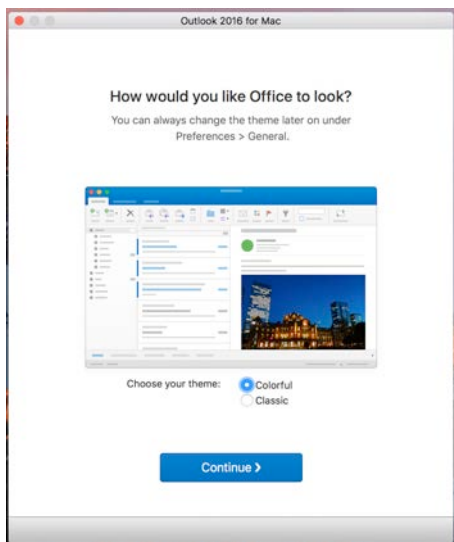 Outlook 2016 for Mac
How would you like Office to look?
You can always change the theme later on under
Preferences > General.
Choose your theme:
Colorful
Classic
Continue ❯